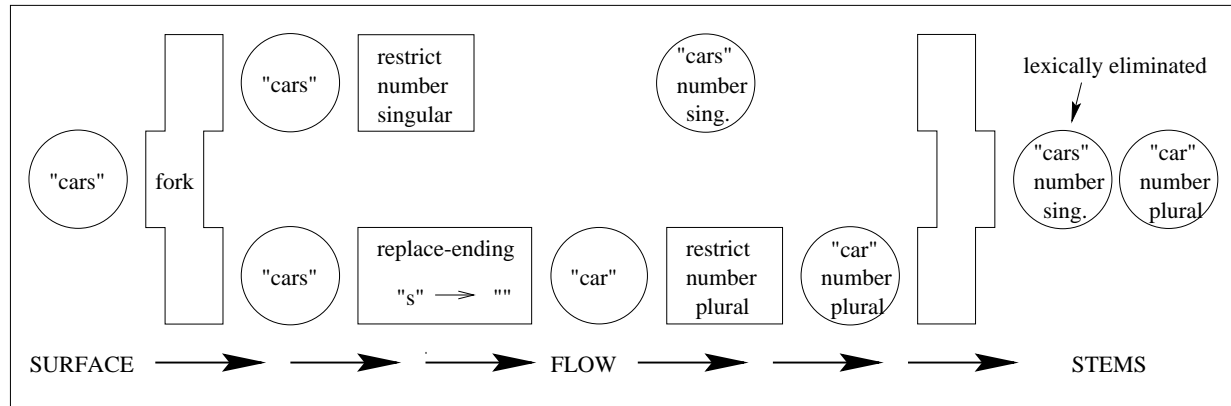 "cars"
fork
"cars"
restrict
number
singular
"cars"
number
sing.
"cars"
replace-ending
"s" → ""
"car"
restrict
number
plural
"car"
number
plural
lexically eliminated
"cars"
number
sing.
"car"
number
plural
SURFACE
FLOW
STEMS